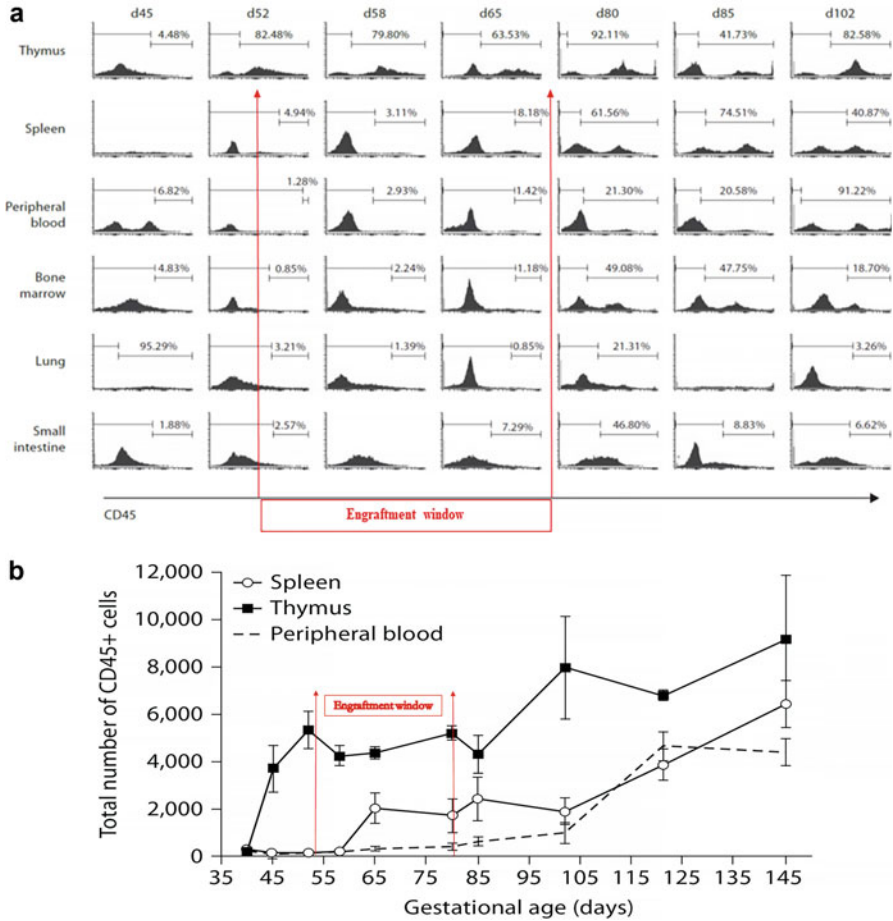 a
d45 d52 d58 d65 d80 d85 d102
Thymus 4.48% 82.48% 79.80% 63.53% 92.11% 41.73% 82.58%
Spleen 4.94% 3.11% 8.18% 61.56% 74.51% 40.87%
Peripheral blood 6.82% 1.28% 2.93% 1.42% 21.30% 20.58% 91.22%
Bone marrow 4.83% 0.85% 2.24% 1.18% 49.08% 47.75% 18.70%
Lung 95.29% 3.21% 1.39% 0.85% 21.31% 3.26%
Small intestine 1.88% 2.57% 7.29% 46.80% 8.83% 6.62%
CD45
Engraftment window
b
Total number of CD45+ cells
12,000
10,000
8,000
6,000
4,000
2,000
0
Spleen
Thymus
Peripheral blood
Engraftment window
35 45 55 65 75 85 95 105 115 125 135 145
Gestational age (days)